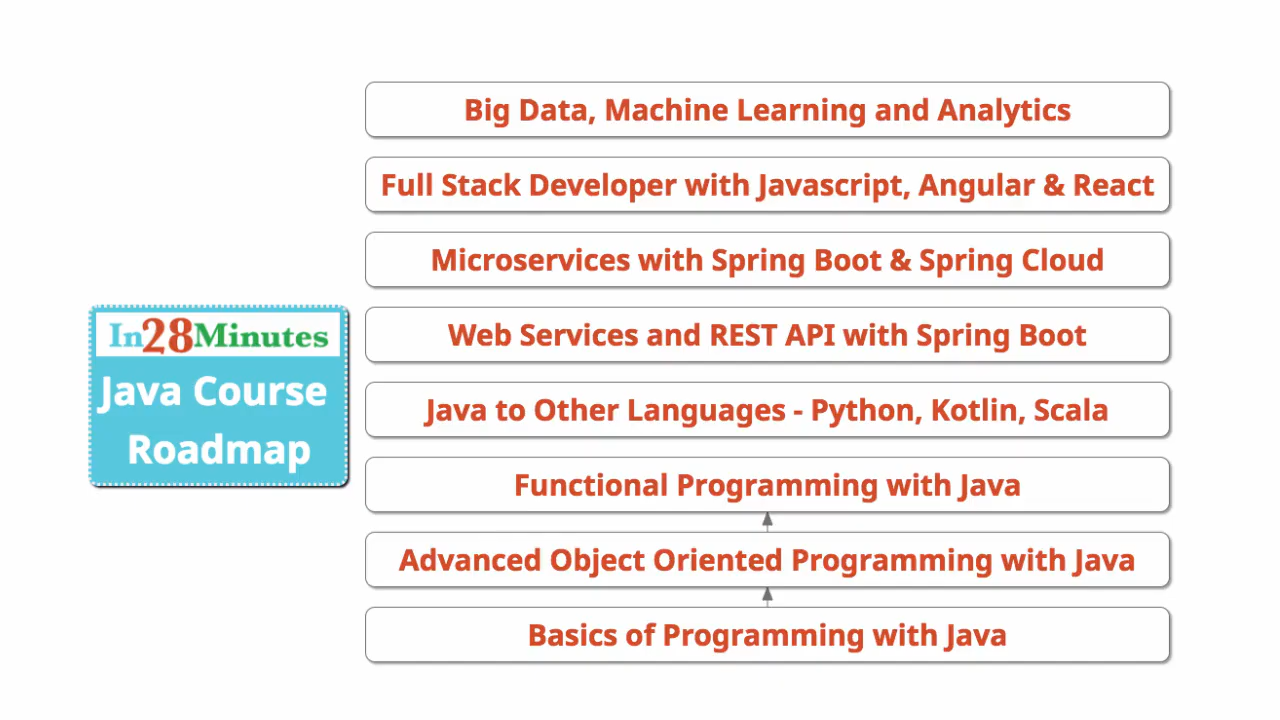 Big Data, Machine Learning and Analytics
Full Stack Developer with Javascript, Angular & React
Microservices with Spring Boot & Spring Cloud
In28Minutes
Java Course
Roadmap
Web Services and REST API with Spring Boot
Java to Other Languages - Python, Kotlin, Scala
Functional Programming with Java
Advanced Object Oriented Programming with Java
Basics of Programming with Java